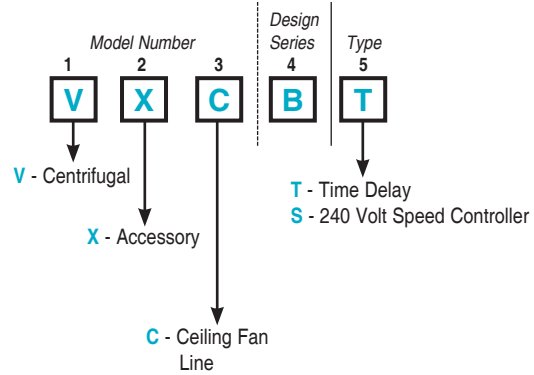 Design
Model Number Series Type
1 2 3 4 5
V X C B T
V - Centrifugal
T - Time Delay
S - 240 Volt Speed Controller
X - Accessory
C - Ceiling Fan
Line